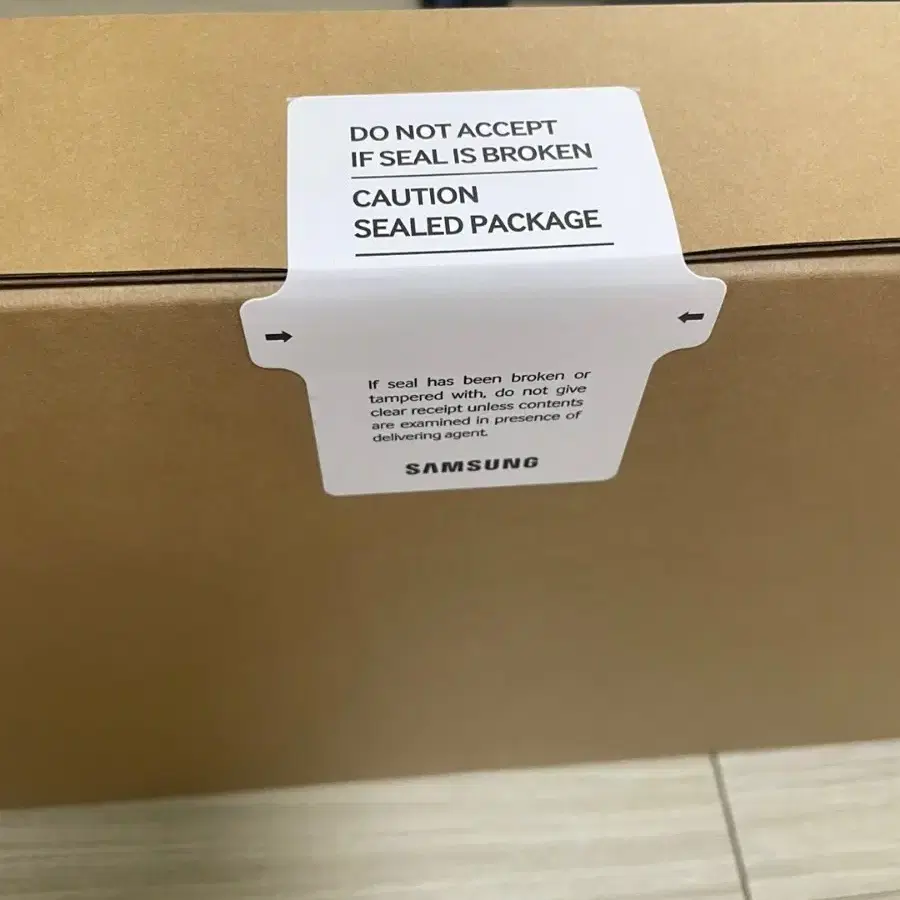 DO NOT ACCEPT
IF SEAL IS BROKEN
CAUTION
SEALED PACKAGE
If seal has been broken or
tampered with, do not give
clear receipt unless contents
are examined in presence of
delivering agent.
SAMSUNG